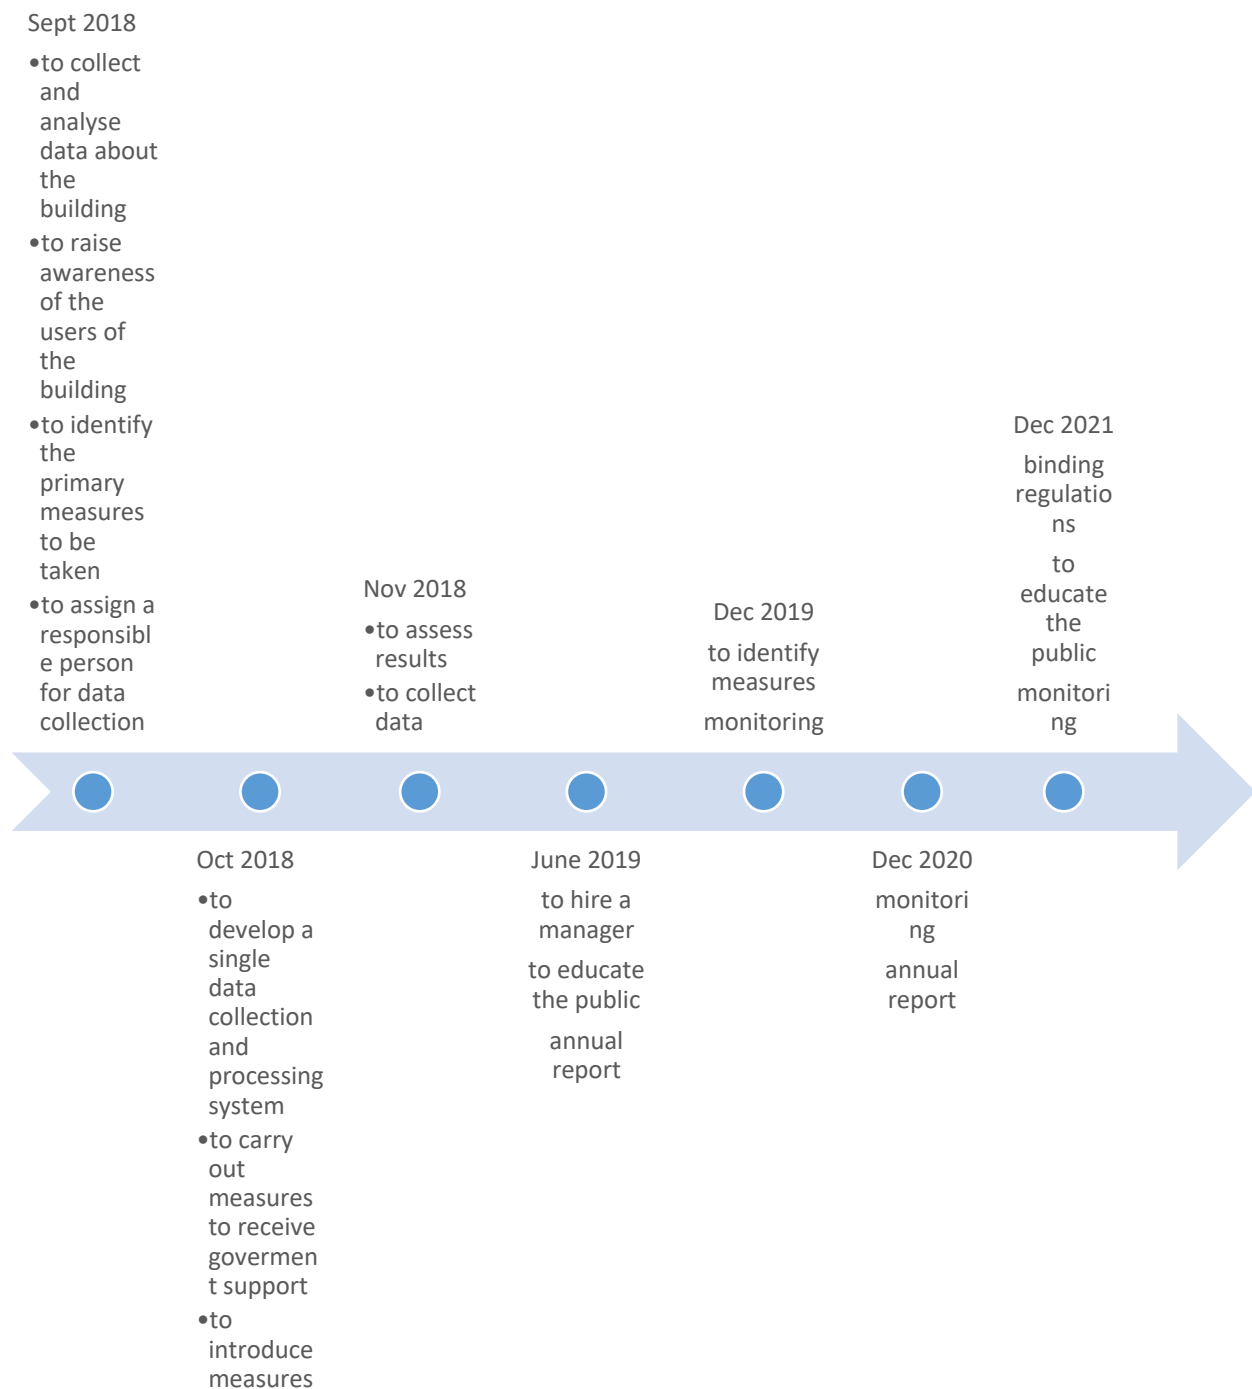 Sept 2018
•to collect
and
analyse
data about
the
building
•to raise
awareness
of the
users of
the
building
•to identify
the
primary
measures
to be
taken
•to assign a
responsibl
e person
for data
collection
Oct 2018
•to
develop a
single
data
collection
and
processing
system
•to carry
out
measures
to receive
govermen
t support
•to
introduce
measures
Nov 2018
•to assess
results
•to collect
data
June 2019
to hire a
manager
to educate
the public
annual
report
Dec 2019
to identify
measures
monitoring
Dec 2020
monitori
ng
annual
report
Dec 2021
binding
regulatio
ns
to
educate
the
public
monitori
ng